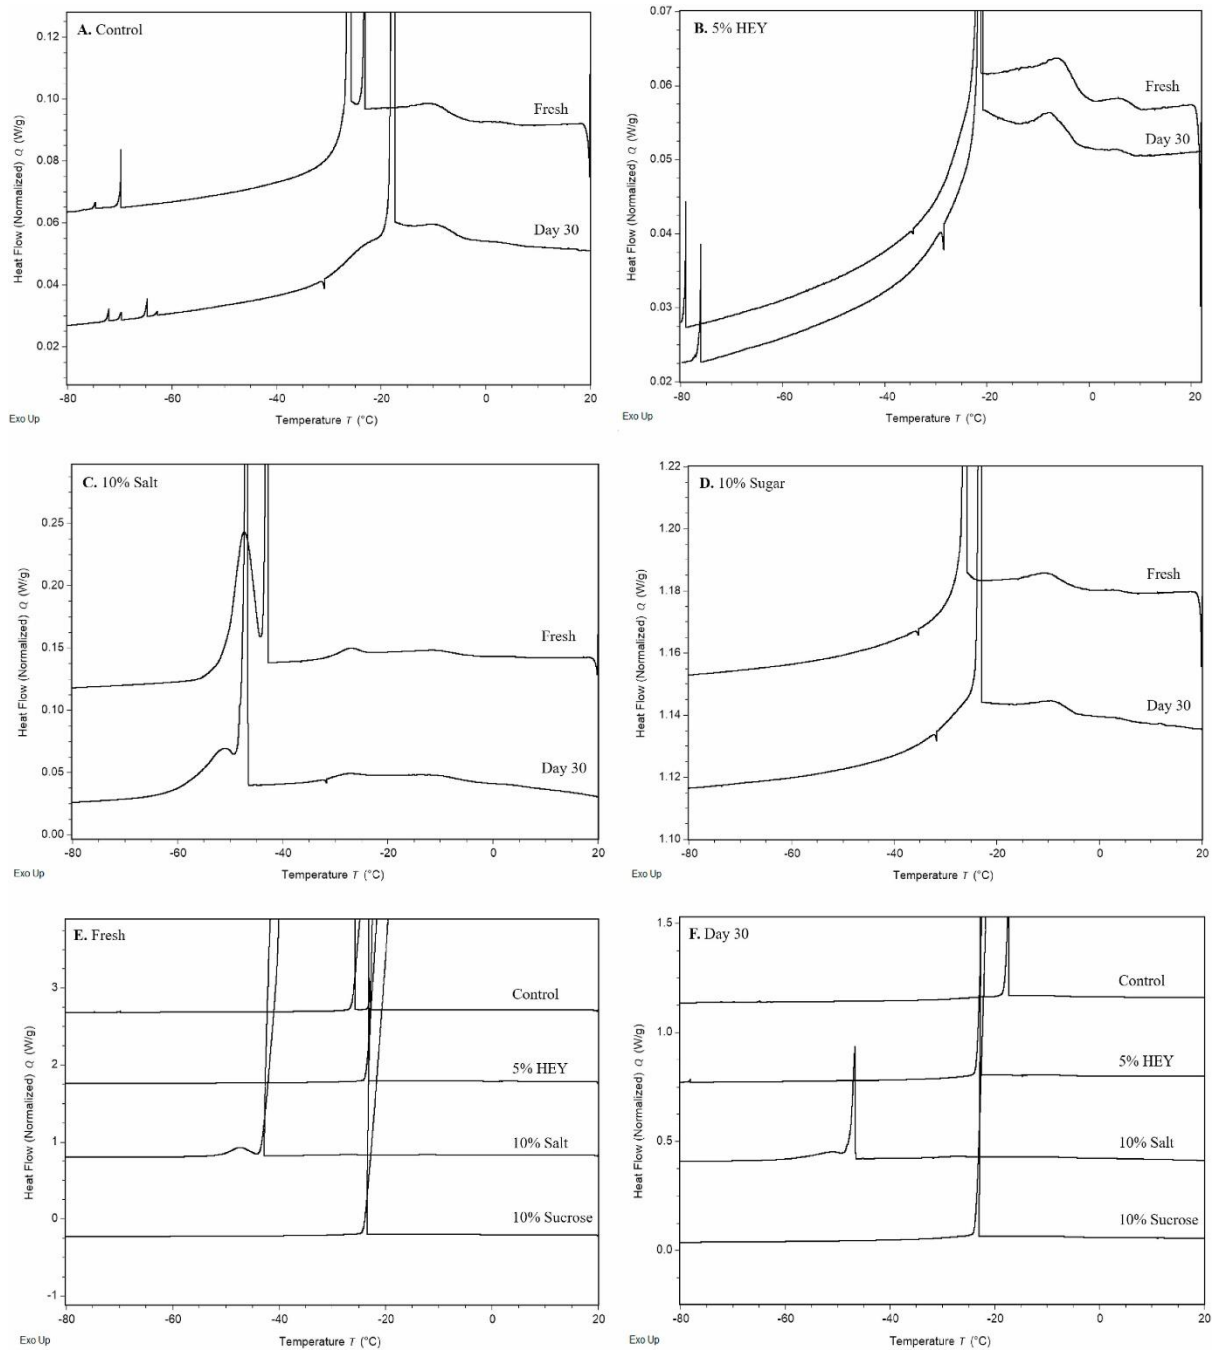 A. Control
0.12
0.10
0.08
0.06
0.04
0.02
Heat Flow (Normalized) Q (W/g)
Fresh
Day 30
-80 -60 -40 -20 0 20
Exo Up
Temperature T (°C)
B. 5% HEY
0.07
0.06
0.05
0.04
0.03
0.02
Heat Flow (Normalized) Q (W/g)
Fresh
Day 30
-80 -60 -40 -20 0 20
Exo Up
Temperature T (°C)
C. 10% Salt
0.25
0.20
0.15
0.10
0.05
0.00
Heat Flow (Normalized) Q (W/g)
Fresh
Day 30
-80 -60 -40 -20 0 20
Exo Up
Temperature T (°C)
D. 10% Sugar
1.22
1.20
1.18
1.16
1.14
1.12
1.10
Heat Flow (Normalized) Q (W/g)
Fresh
Day 30
-80 -60 -40 -20 0 20
Exo Up
Temperature T (°C)
E. Fresh
3
2
1
0
-1
Heat Flow (Normalized) Q (W/g)
Control
5% HEY
10% Salt
10% Sucrose
-80 -60 -40 -20 0 20
Exo Up
Temperature T (°C)
F. Day 30
1.5
1.0
0.5
0.0
Heat Flow (Normalized) Q (W/g)
Control
5% HEY
10% Salt
10% Sucrose
-80 -60 -40 -20 0 20
Exo Up
Temperature T (°C)